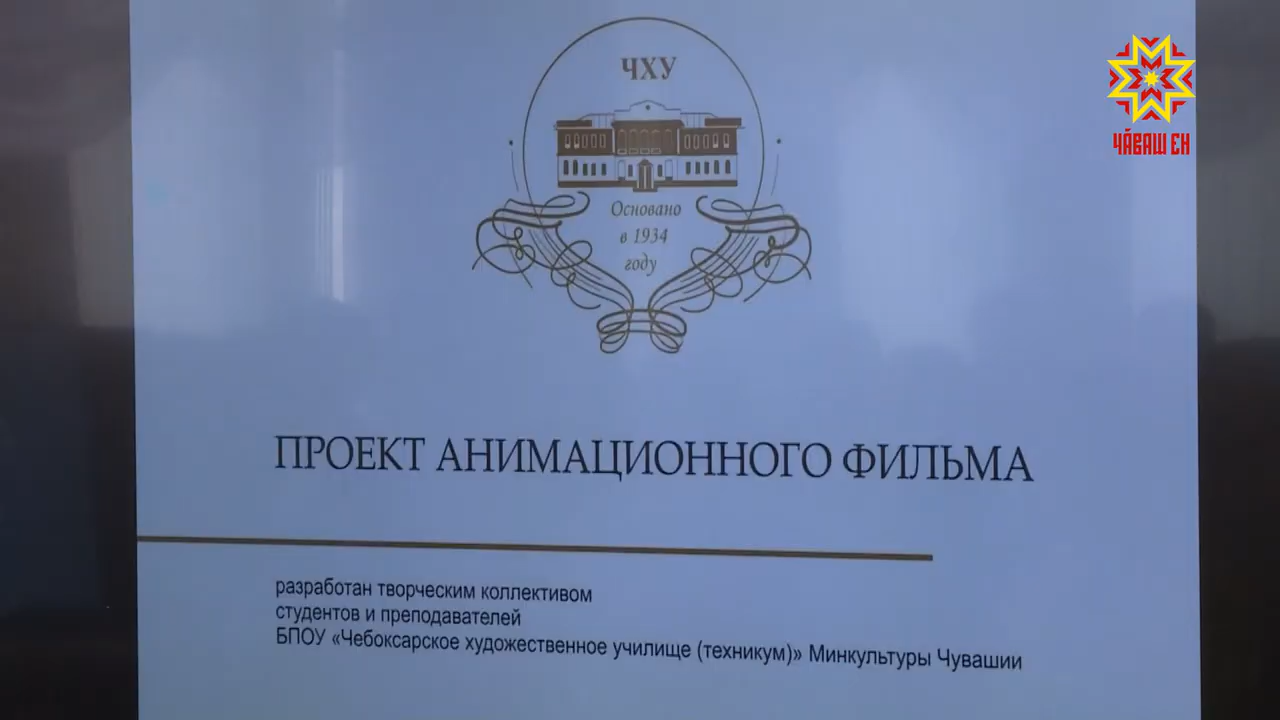 ЧХУ
ЧӐВАШ ЕН
Основано
в 1934
году
ПРОЕКТ АНИМАЦИОННОГО ФИЛЬМА
разработан творческим коллективом
студентов и преподавателей
БПОУ «Чебоксарское художественное училище (техникум)» Минкультуры Чувашии